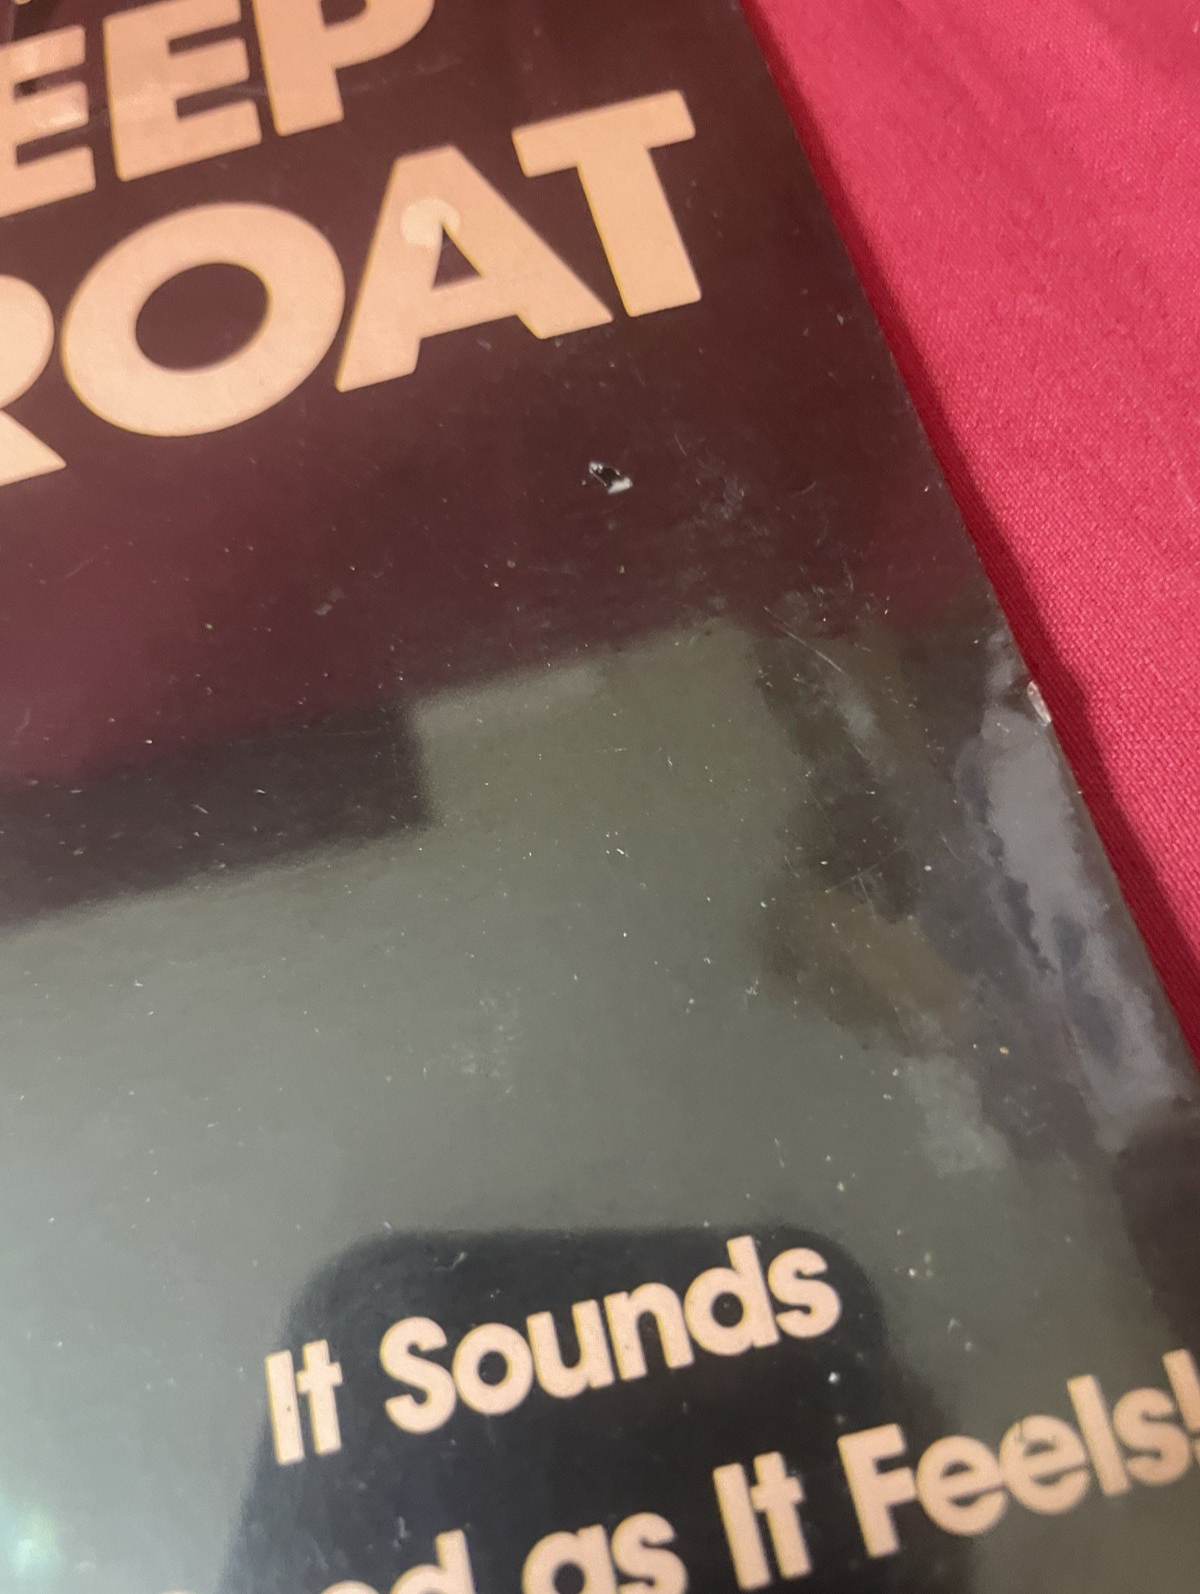 EEP
ROAT
It Sounds
as It Feels!